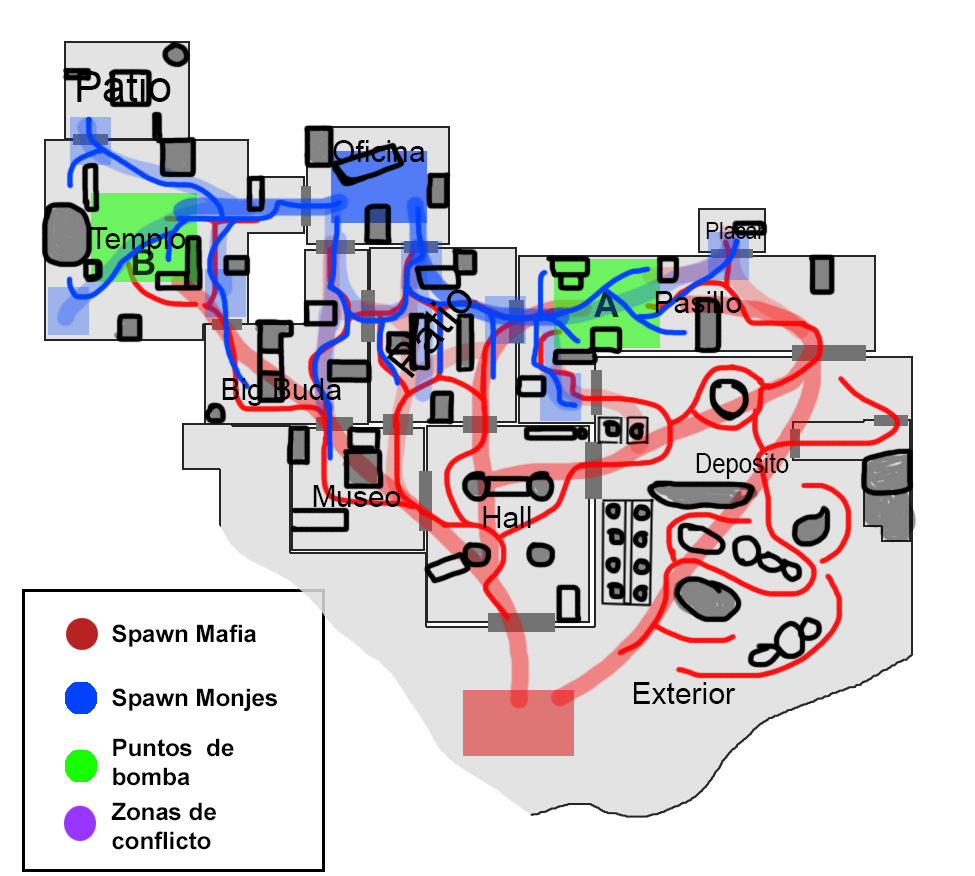 Patio
Oficina
Templo
B
Placar
Patio
A
Pasillo
Big Buda
Deposito
Museo
Hall
Exterior
Spawn Mafia
Spawn Monjes
Puntos de
bomba
Zonas de
conflicto